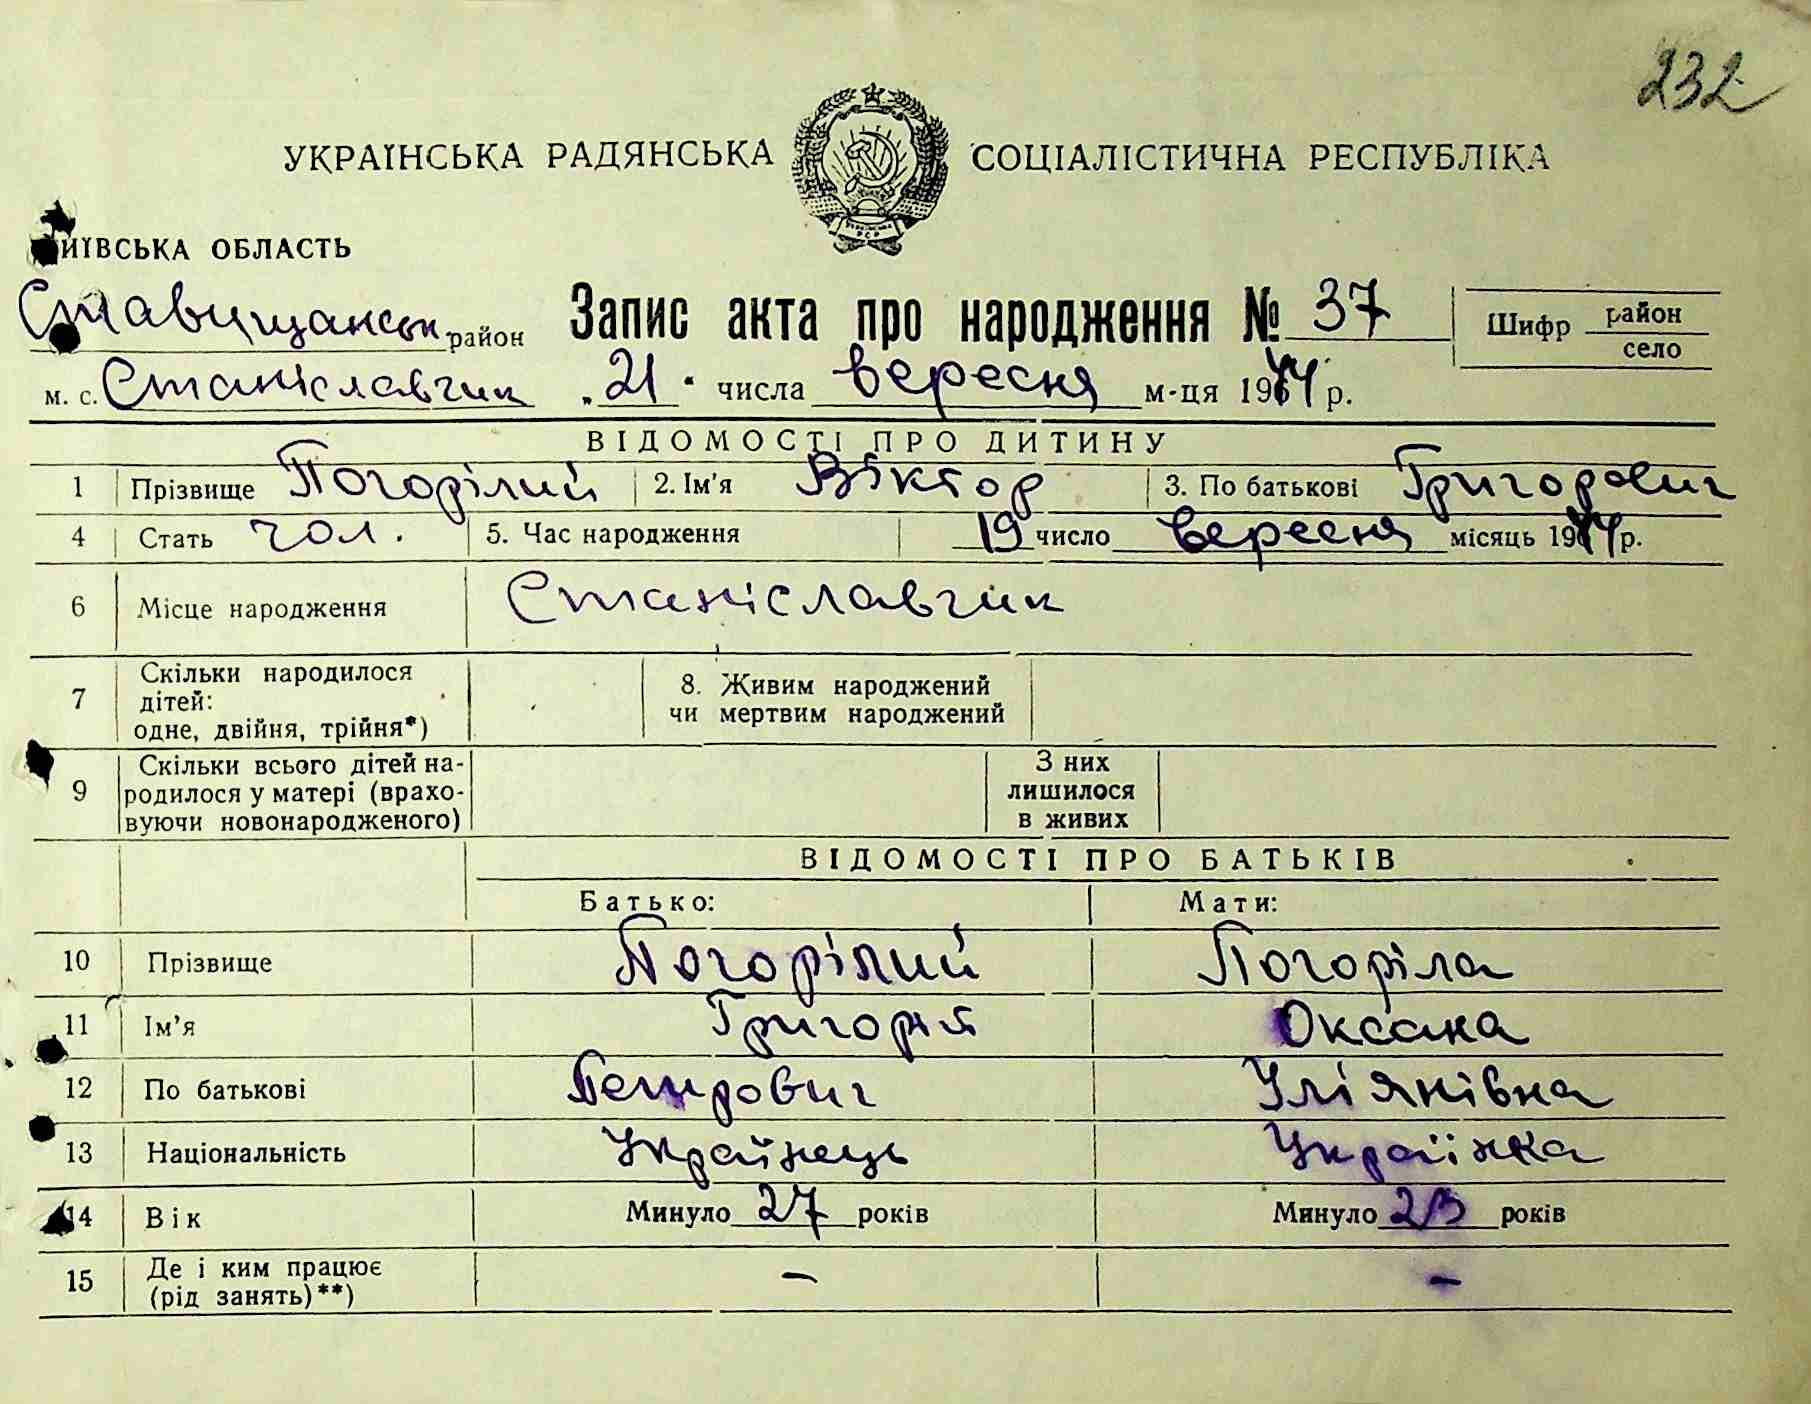 232
УКРАЇНСЬКА РАДЯНСЬКА СОЦІАЛІСТИЧНА РЕСПУБЛІКА
КИЇВСЬКА ОБЛАСТЬ
Ставищанськ район Запис акта про народження № 37 Шифр район село
м. с. Станіславчик „21“ числа вересня м-ця 1944 р.
ВІДОМОСТІ ПРО ДИТИНУ
1 Прізвище Погорілий 2. Ім'я Віктор 3. По батькові Григорович
4 Стать чол. 5. Час народження 19 число вересня місяць 1944 р.
6 Місце народження Станіславчик
7 Скільки народилося дітей: одне, двійня, трійня*) 8. Живим народжений чи мертвим народжений
9 Скільки всього дітей народилося у матері (враховуючи новонародженого) З них лишилося в живих
ВІДОМОСТІ ПРО БАТЬКІВ
Батько: Мати:
10 Прізвище Погорілий Погоріла
11 Ім'я Григорій Оксана
12 По батькові Петрович Уліянівна
13 Національність Українець Українка
14 Вік Минуло 27 років Минуло 23 років
15 Де і ким працює (рід занять)**) – –